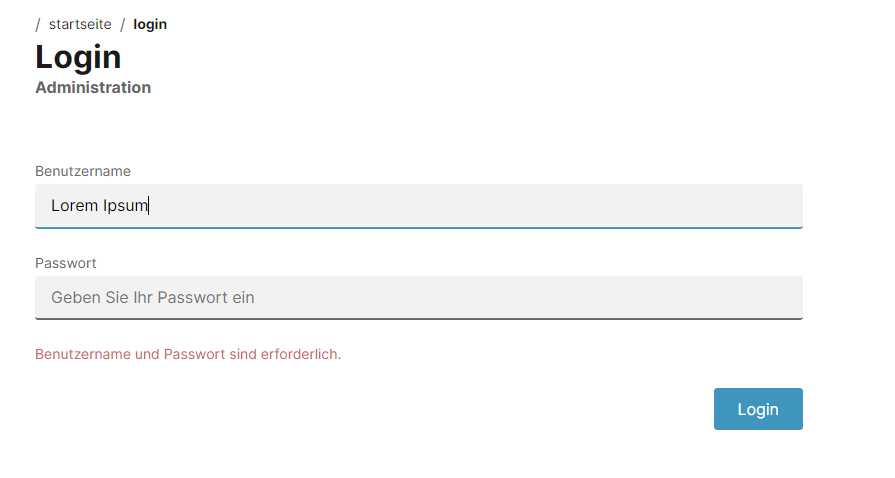 / startseite / login
Login
Administration
Benutzername
Lorem Ipsum
Passwort
Geben Sie Ihr Passwort ein
Benutzername und Passwort sind erforderlich.
Login